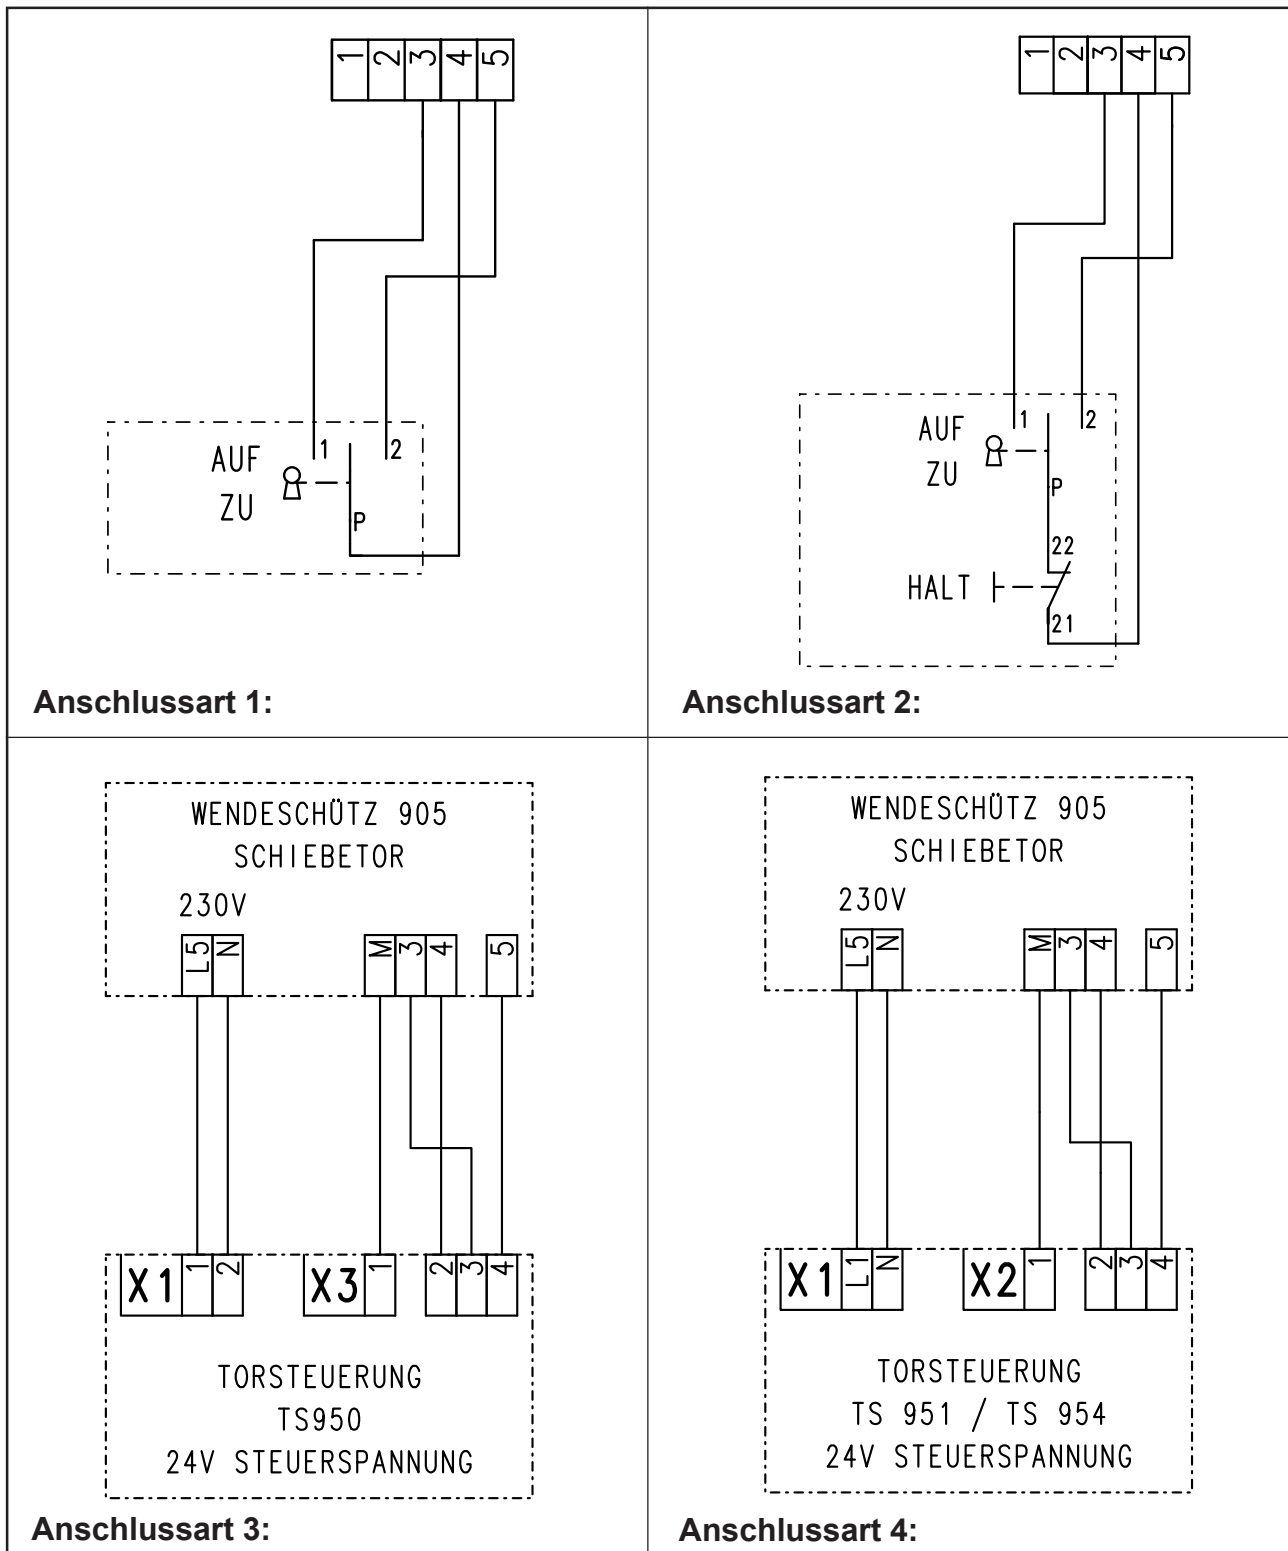 1 2 3 4 5
1 2
AUF
ZU
P
Anschlussart 1:
1 2 3 4 5
1 2
AUF
ZU
P
22
HALT
21
Anschlussart 2:
WENDESCHÜTZ 905
SCHIEBETOR
230V
L5 N M 3 4 5
X1 1 2 X3 1 2 3 4
TORSTEUERUNG
TS950
24V STEUERSPANNUNG
Anschlussart 3:
WENDESCHÜTZ 905
SCHIEBETOR
230V
L5 N M 3 4 5
X1 L1 N X2 1 2 3 4
TORSTEUERUNG
TS 951 / TS 954
24V STEUERSPANNUNG
Anschlussart 4: